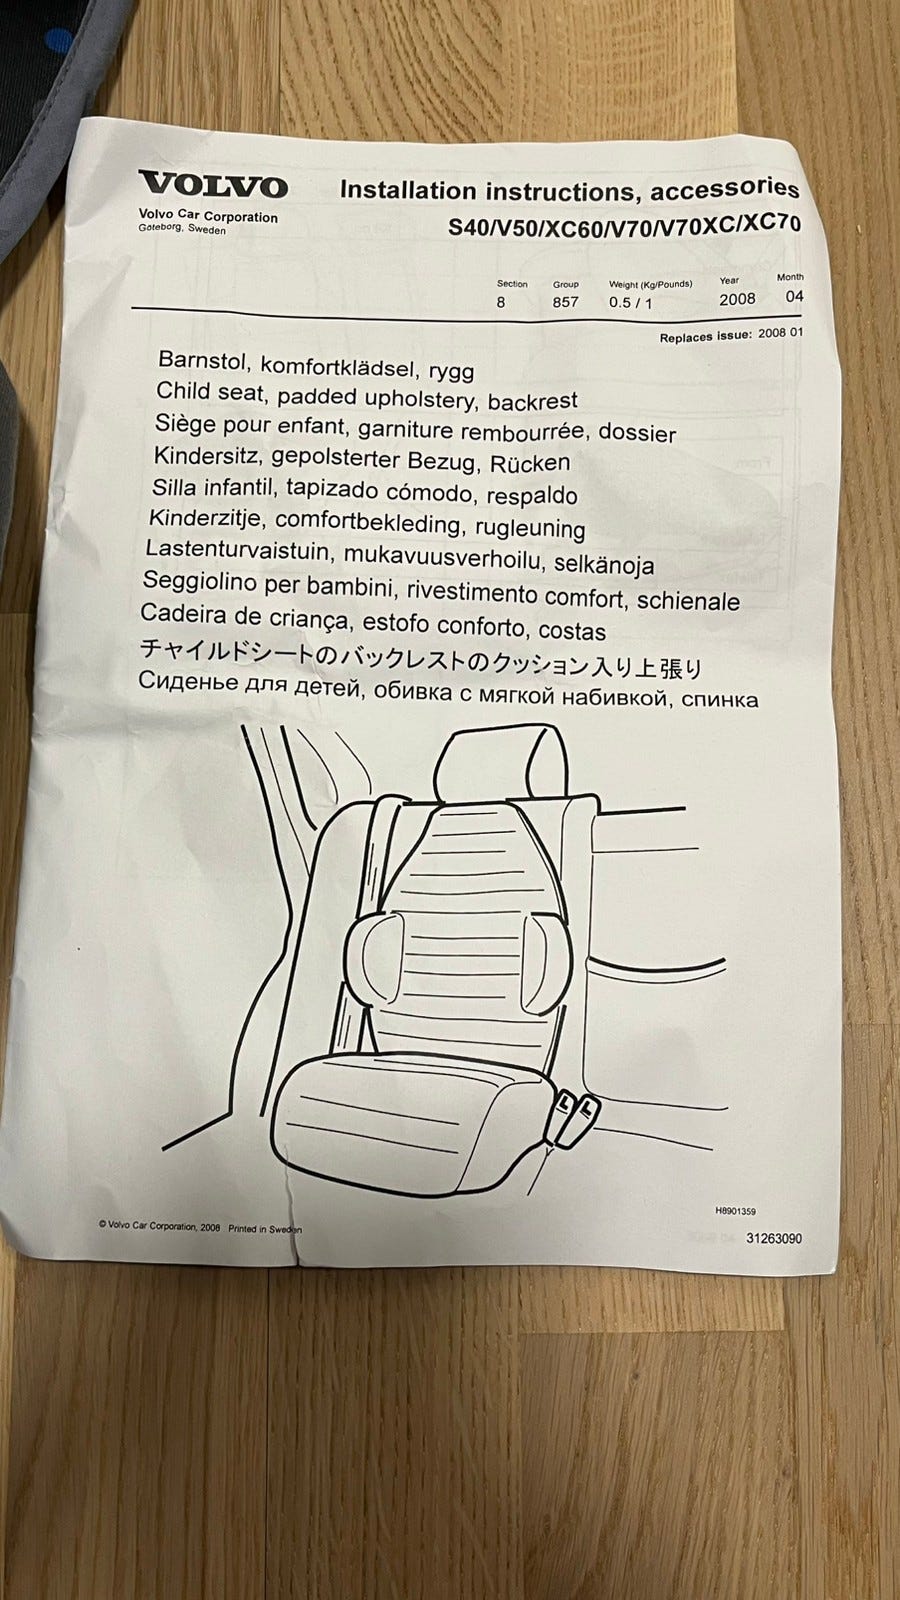 VOLVO
Volvo Car Corporation
Göteborg, Sweden
Installation instructions, accessories
S40/V50/XC60/V70/V70XC/XC70
Section Group Weight (Kg/Pounds) Year Month
8 857 0.5 / 1 2008 04
Replaces issue: 2008 01
Barnstol, komfortklädsel, rygg
Child seat, padded upholstery, backrest
Siège pour enfant, garniture rembourrée, dossier
Kindersitz, gepolsterter Bezug, Rücken
Silla infantil, tapizado cómodo, respaldo
Kinderzitje, comfortbekleding, rugleuning
Lastenturvaistuin, mukavuusverhoilu, selkänoja
Seggiolino per bambini, rivestimento comfort, schienale
Cadeira de criança, estofo conforto, costas
チャイルドシートのバックレストのクッション入り上張り
Сиденье для детей, обивка с мягкой набивкой, спинка
H8901359
© Volvo Car Corporation, 2008 Printed in Sweden
31263090